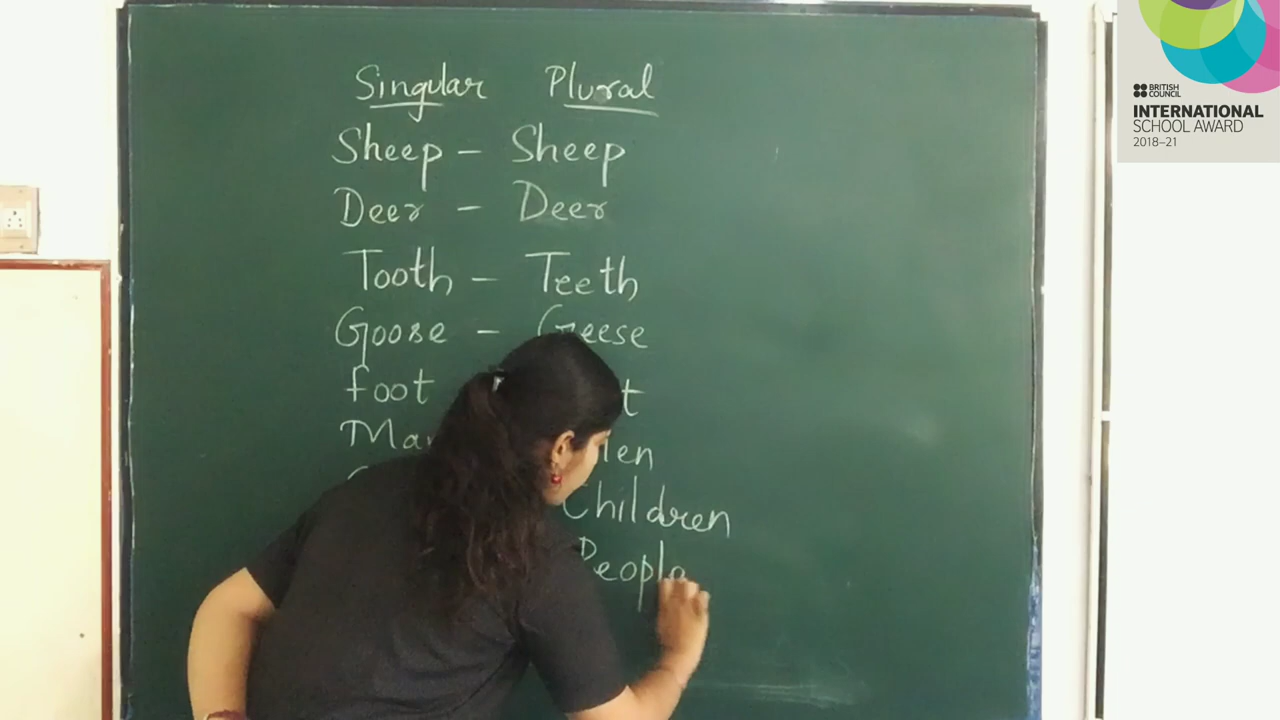 Singular Plural
Sheep - Sheep
Deer - Deer
Tooth - Teeth
Goose - Geese
foot
Children
People
BRITISH
COUNCIL
INTERNATIONAL
SCHOOL AWARD
2018-21